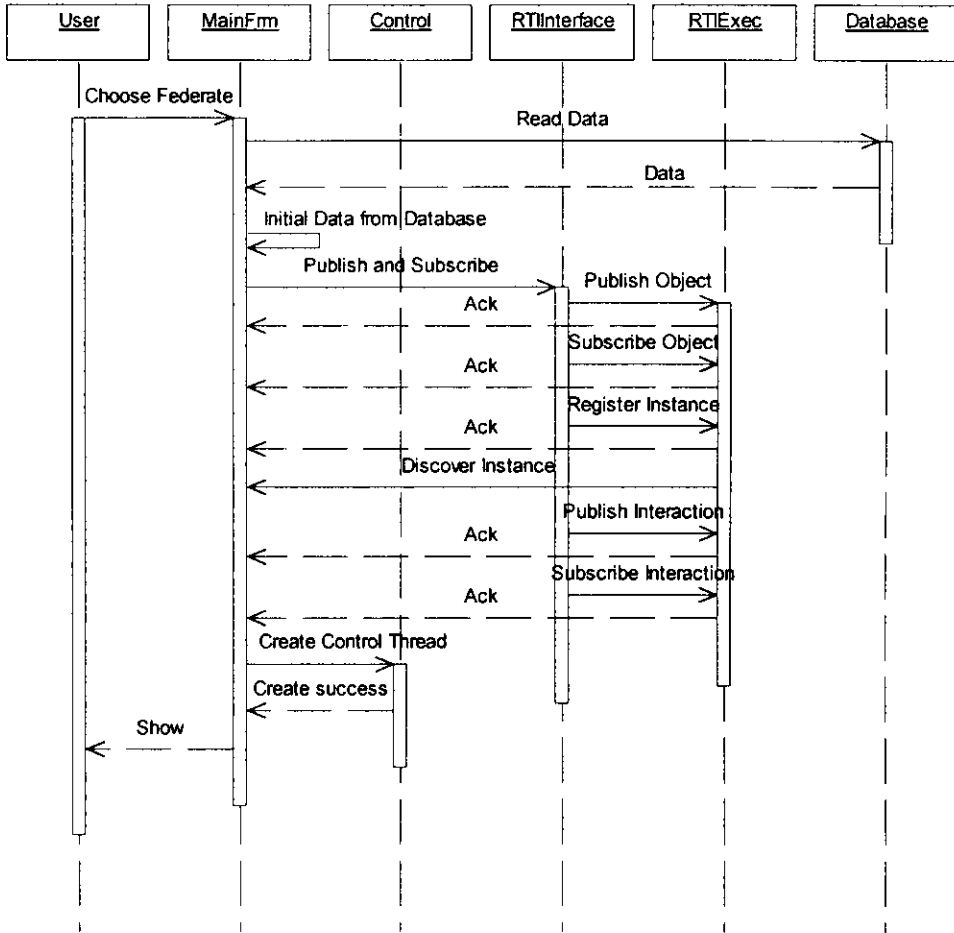 User
MainFrm
Control
RTIInterface
RTIExec
Database
Choose Federate
Read Data
Data
Initial Data from Database
Publish and Subscribe
Publish Object
Ack
Subscribe Object
Ack
Register Instance
Ack
Discover Instance
Publish Interaction
Ack
Subscribe Interaction
Ack
Create Control Thread
Create success
Show